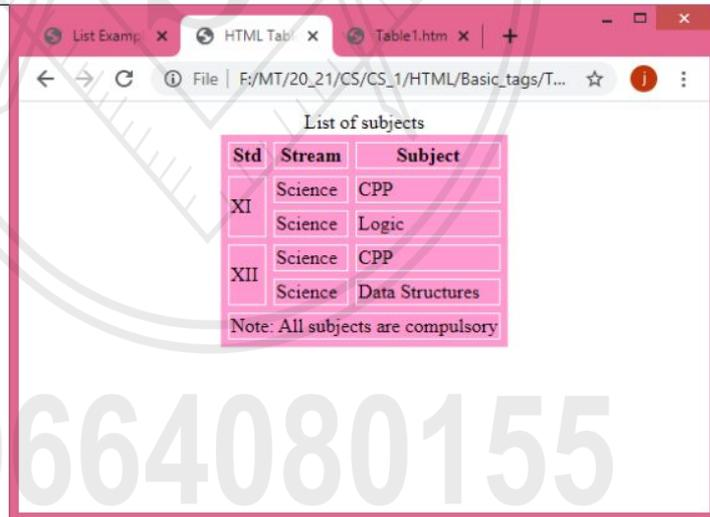 List Examp HTML Tab Table1.htm
File F:/MT/20_21/CS/CS_1/HTML/Basic_tags/T... j
List of subjects
Std Stream Subject
XI Science CPP
Science Logic
XII Science CPP
Science Data Structures
Note: All subjects are compulsory
664080155